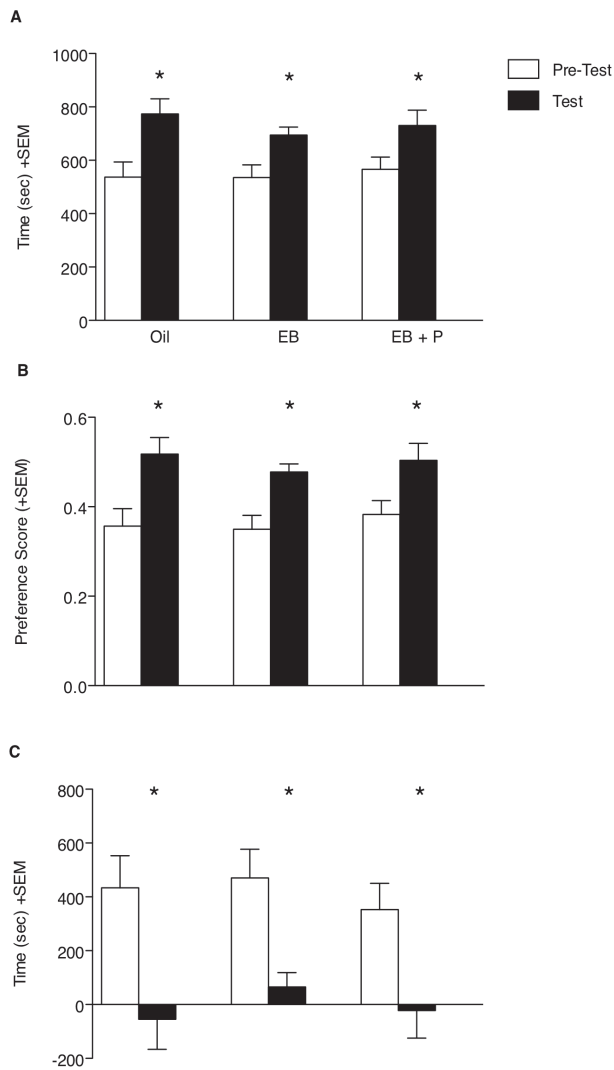 A
1000
800
600
400
200
0
Time (sec) +SEM
* * *
Oil EB EB + P
Pre-Test
Test
B
0.6
0.4
0.2
0.0
Preference Score (+SEM)
* * *
C
800
600
400
200
0
-200
Time (sec) +SEM
* * *